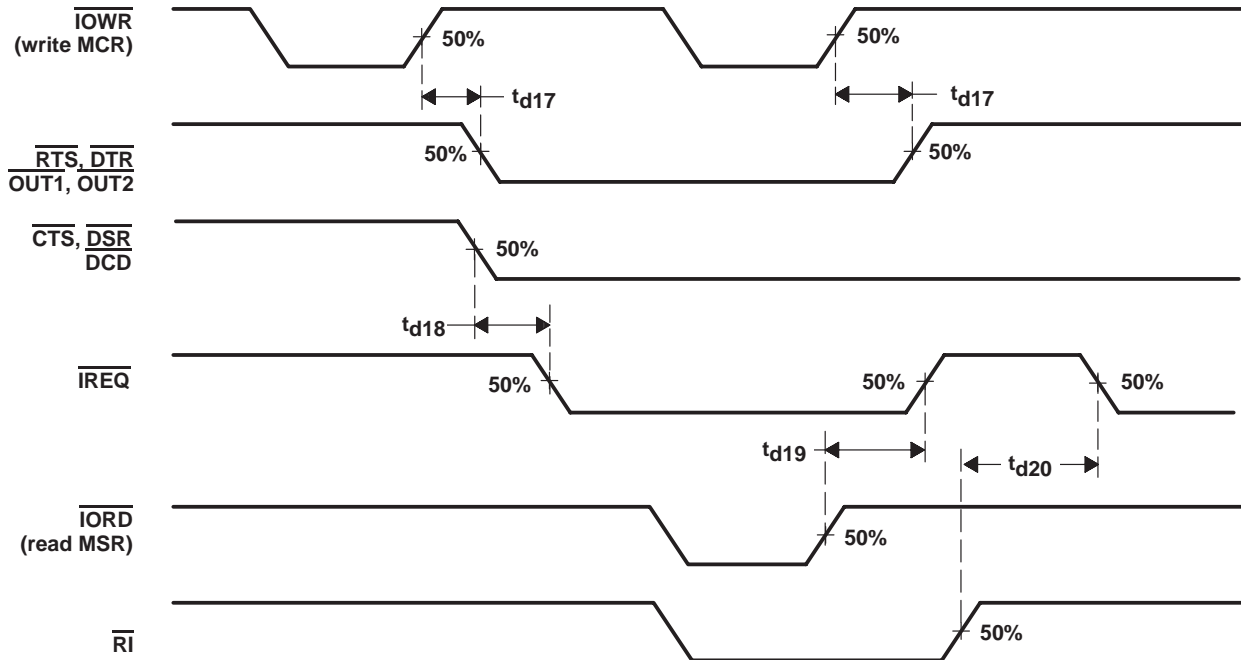 IOWR
(write MCR)
50%
50%
td17
td17
RTS, DTR
OUT1, OUT2
50%
50%
CTS, DSR
DCD
50%
td18
IREQ
50%
50%
50%
td19
td20
IORD
(read MSR)
50%
RI
50%